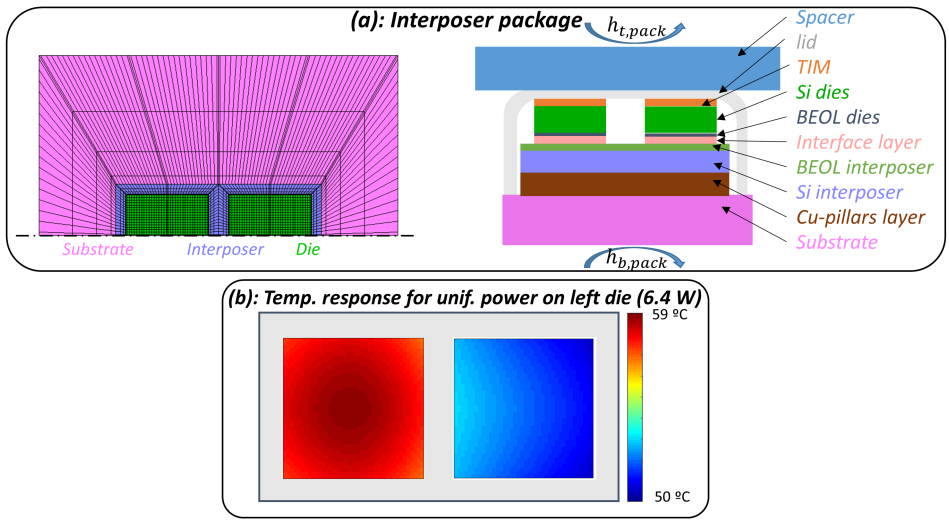 (a): Interposer package
h_{t,pack}
Spacer
lid
TIM
Si dies
BEOL dies
Interface layer
BEOL interposer
Si interposer
Cu-pillars layer
Substrate
Substrate
Interposer
Die
h_{b,pack}
(b): Temp. response for unif. power on left die (6.4 W)
59 ºC
50 ºC